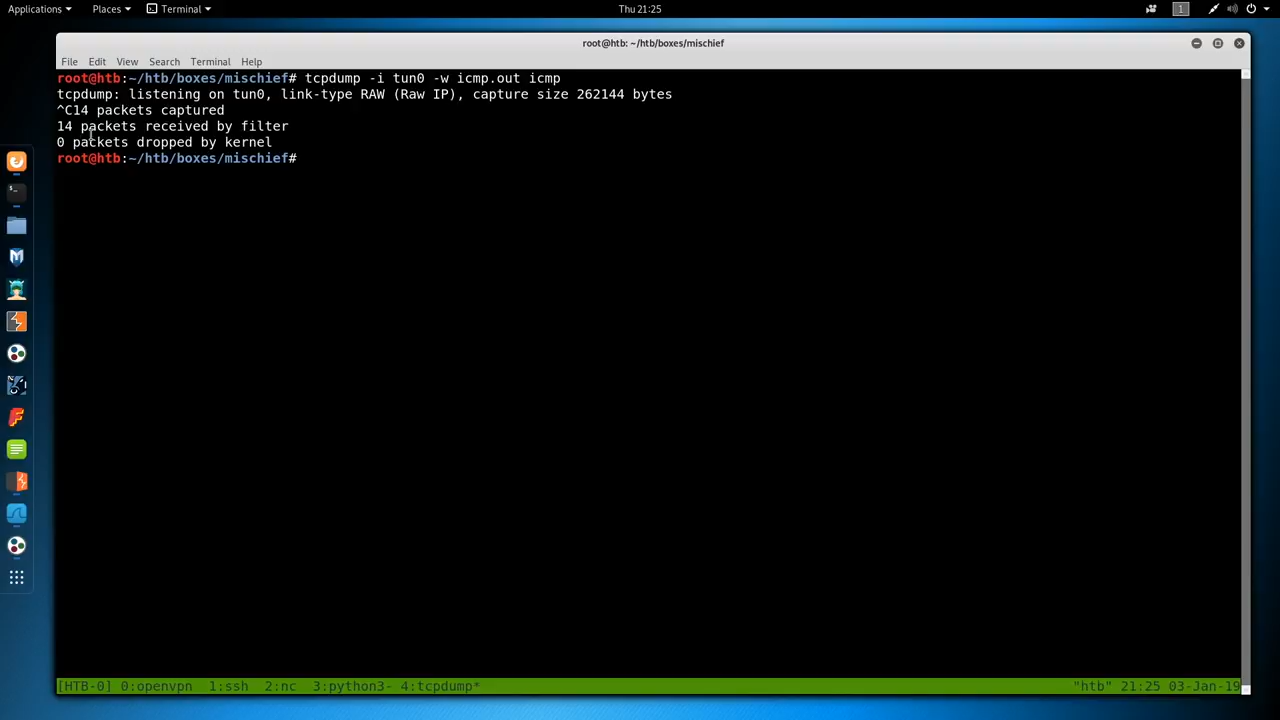 Applications Places Terminal Thu 21:25 1
root@htb: ~/htb/boxes/mischief
File Edit View Search Terminal Help
root@htb:~/htb/boxes/mischief# tcpdump -i tun0 -w icmp.out icmp
tcpdump: listening on tun0, link-type RAW (Raw IP), capture size 262144 bytes
^C14 packets captured
14 packets received by filter
0 packets dropped by kernel
root@htb:~/htb/boxes/mischief#
[HTB-0] 0:openvpn 1:ssh 2:nc 3:python3- 4:tcpdump* "htb" 21:25 03-Jan-19